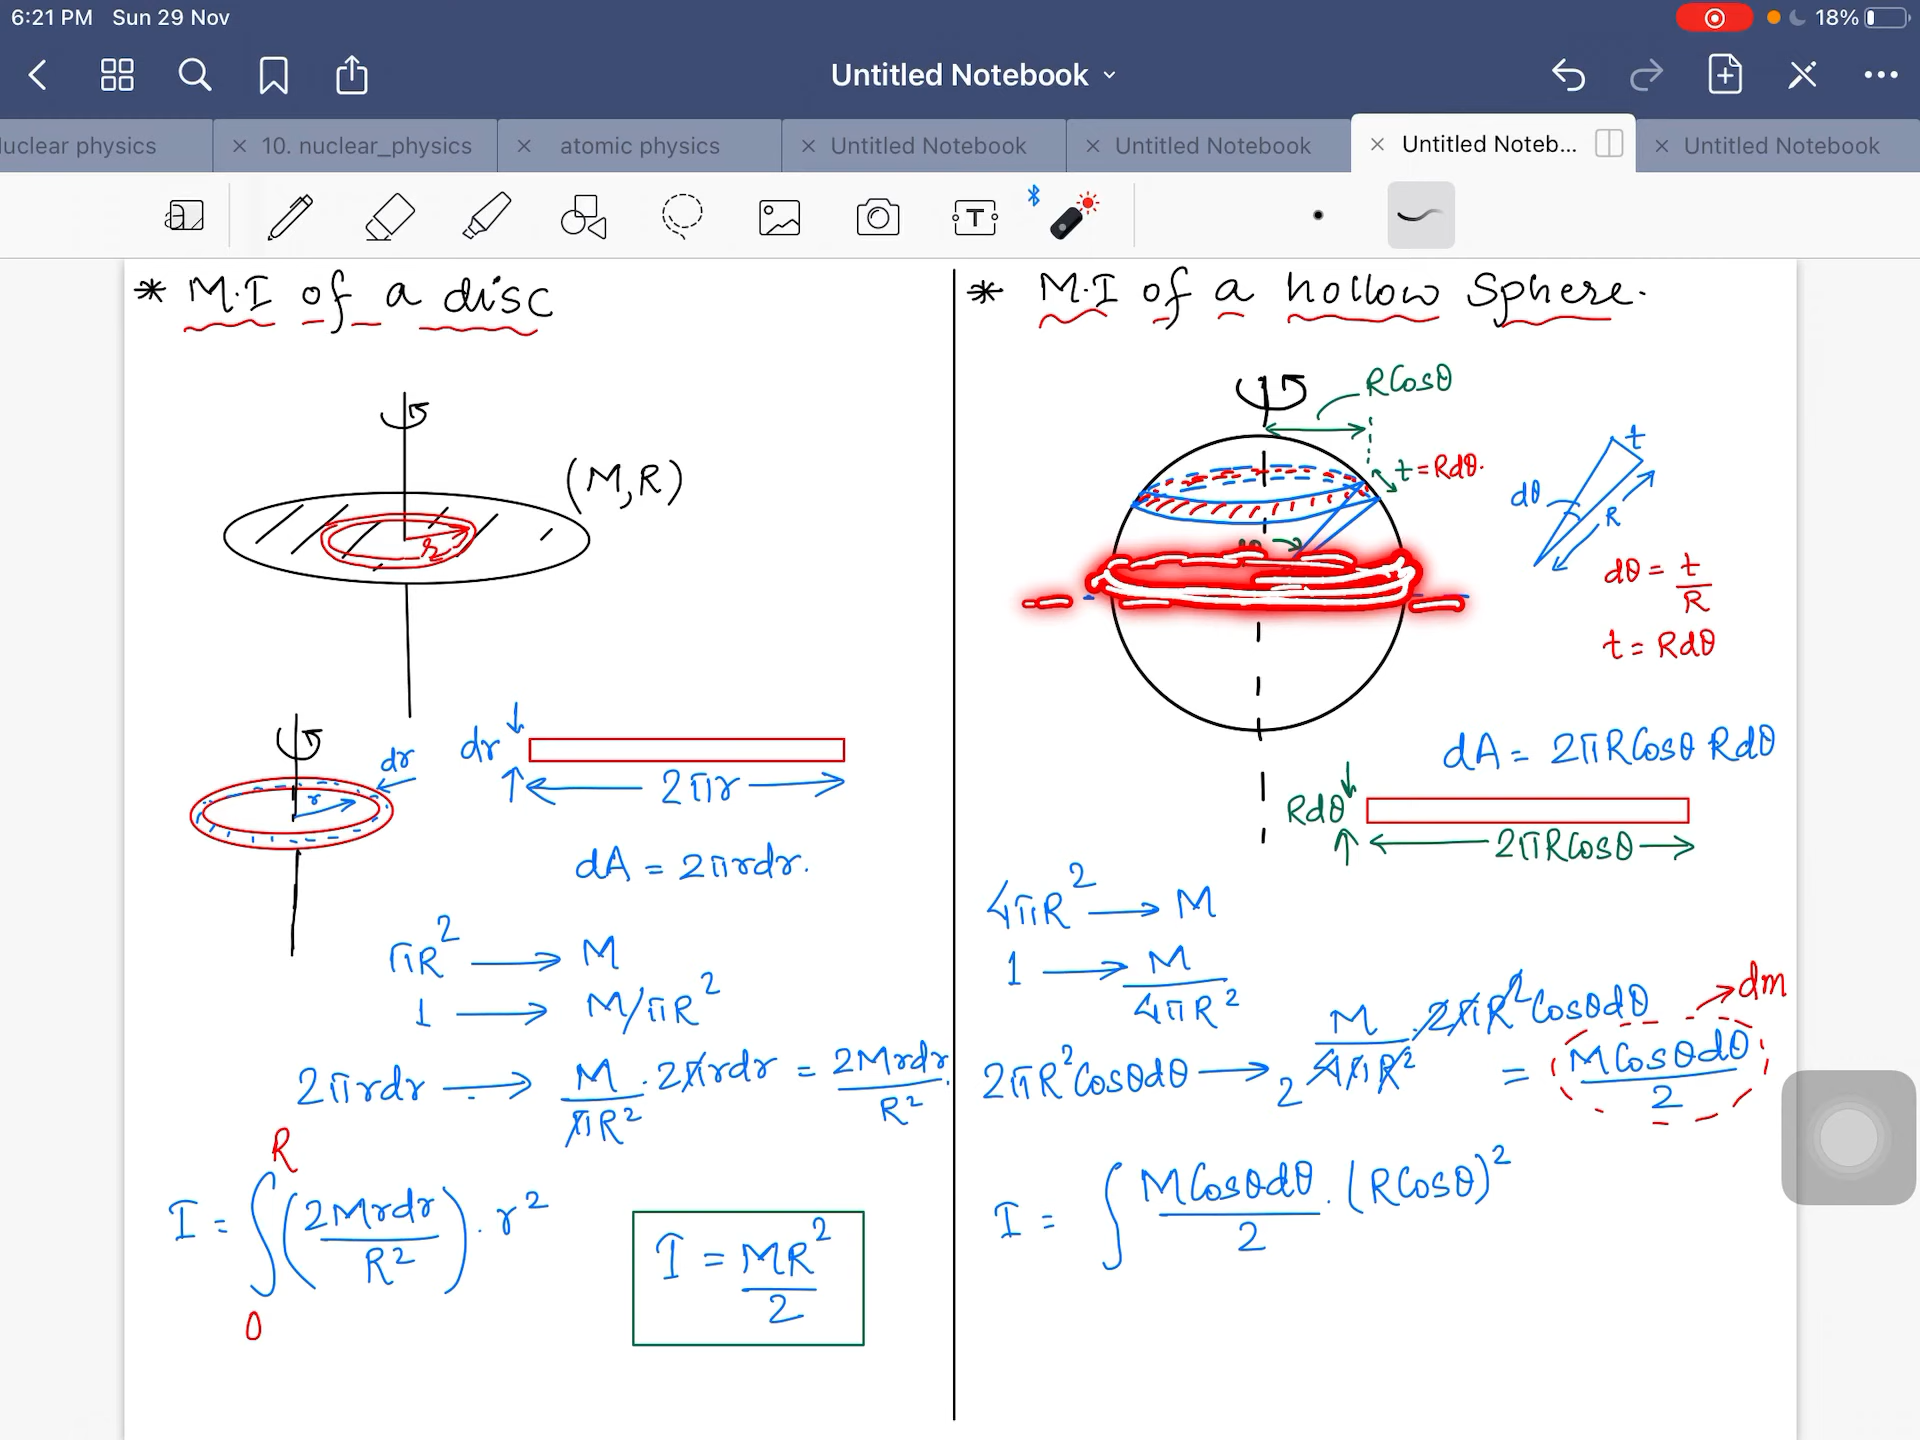 6:21 PM Sun 29 Nov
18%
Untitled Notebook
luclear physics
10. nuclear_physics
atomic physics
Untitled Notebook
Untitled Notebook
Untitled Noteb...
Untitled Notebook
* M.I of a disc
(M,R)
r
dr
r
dr
2πr
dA = 2πrdr.
πR² → M
1 → M/πR²
2πrdr → M/πR² · 2πrdr = 2Mrdr/R²
R
I = ∫ (2Mrdr/R²) · r²
0
I = MR²/2
* M.I of a hollow Sphere.
RCosθ
t = Rdθ.
t
dθ
R
dθ = t/R
t = Rdθ
dA = 2πRCosθ Rdθ
Rdθ
2πRCosθ
4πR² → M
1 → M/4πR²
dm
2πR²Cosθdθ → M/4πR² · 2πR²Cosθdθ = MCosθdθ/2
2
I = ∫ MCosθdθ/2 · (RCosθ)²